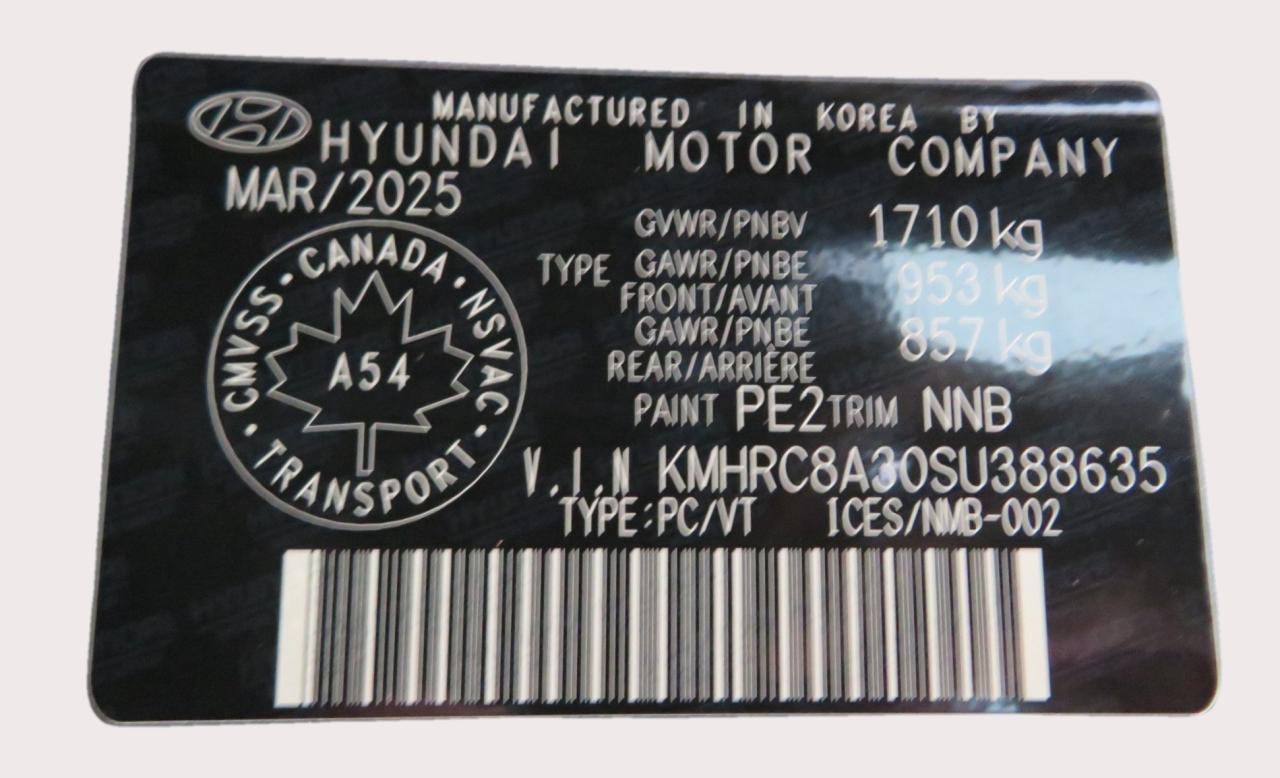 MANUFACTURED IN KOREA BY
HYUNDAI MOTOR COMPANY
MAR/2025
CMVSS · CANADA · NSVAC · TRANSPORT ·
A54
GVWR/PNBV 1710 kg
TYPE GAWR/PNBE 953 kg
FRONT/AVANT
GAWR/PNBE 857 kg
REAR/ARRIÈRE
PAINT PE2 TRIM NNB
V.I.N KMHRC8A30SU388635
TYPE:PC/VT ICES/NMB-002